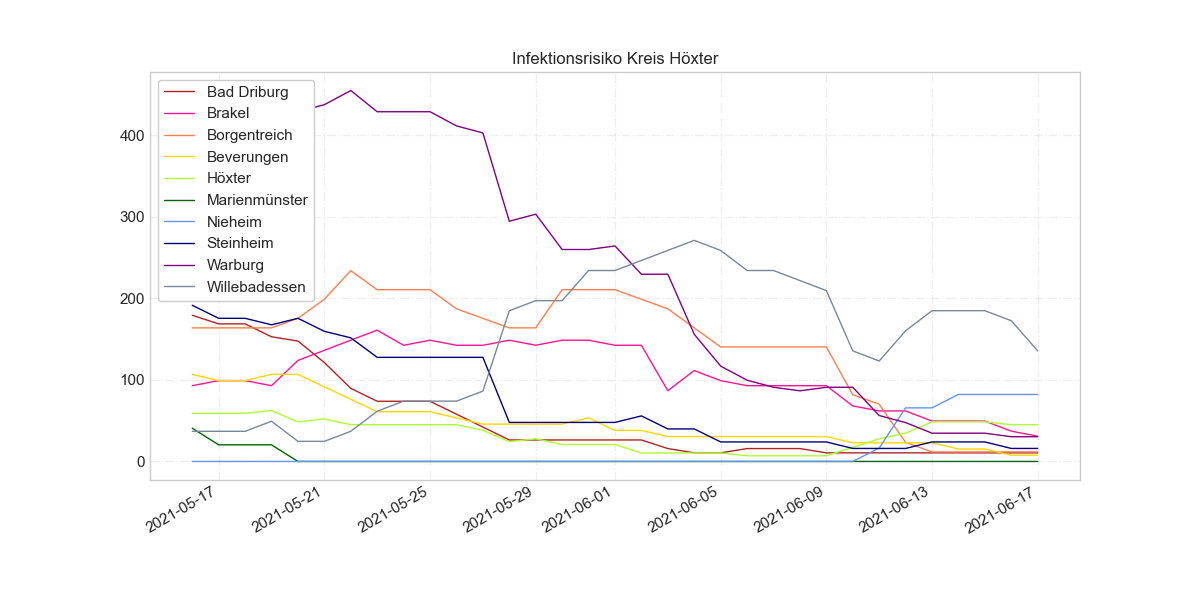 Infektionsrisiko Kreis Höxter
Bad Driburg
Brakel
Borgentreich
Beverungen
Höxter
Marienmünster
Nieheim
Steinheim
Warburg
Willebadessen
400
300
200
100
0
2021-05-17
2021-05-21
2021-05-25
2021-05-29
2021-06-01
2021-06-05
2021-06-09
2021-06-13
2021-06-17